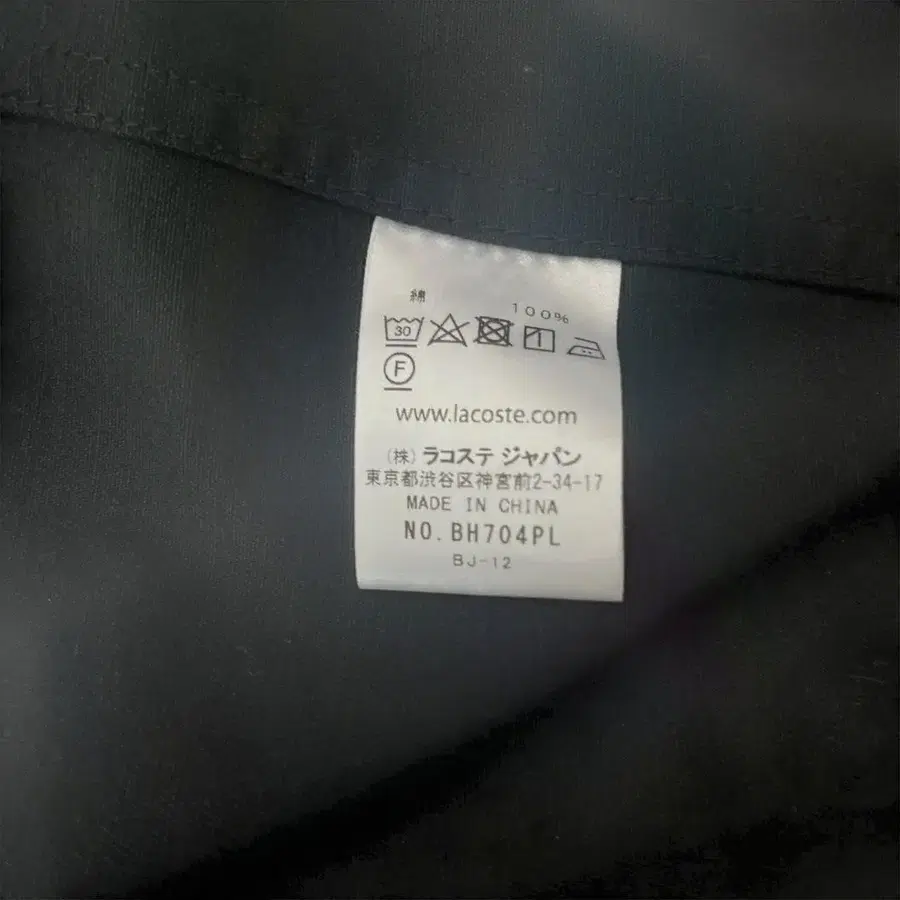 綿
100%
30
F
www.lacoste.com
(株) ラコステ ジャパン
東京都渋谷区神宮前2-34-17
MADE IN CHINA
NO. BH704PL
BJ-12